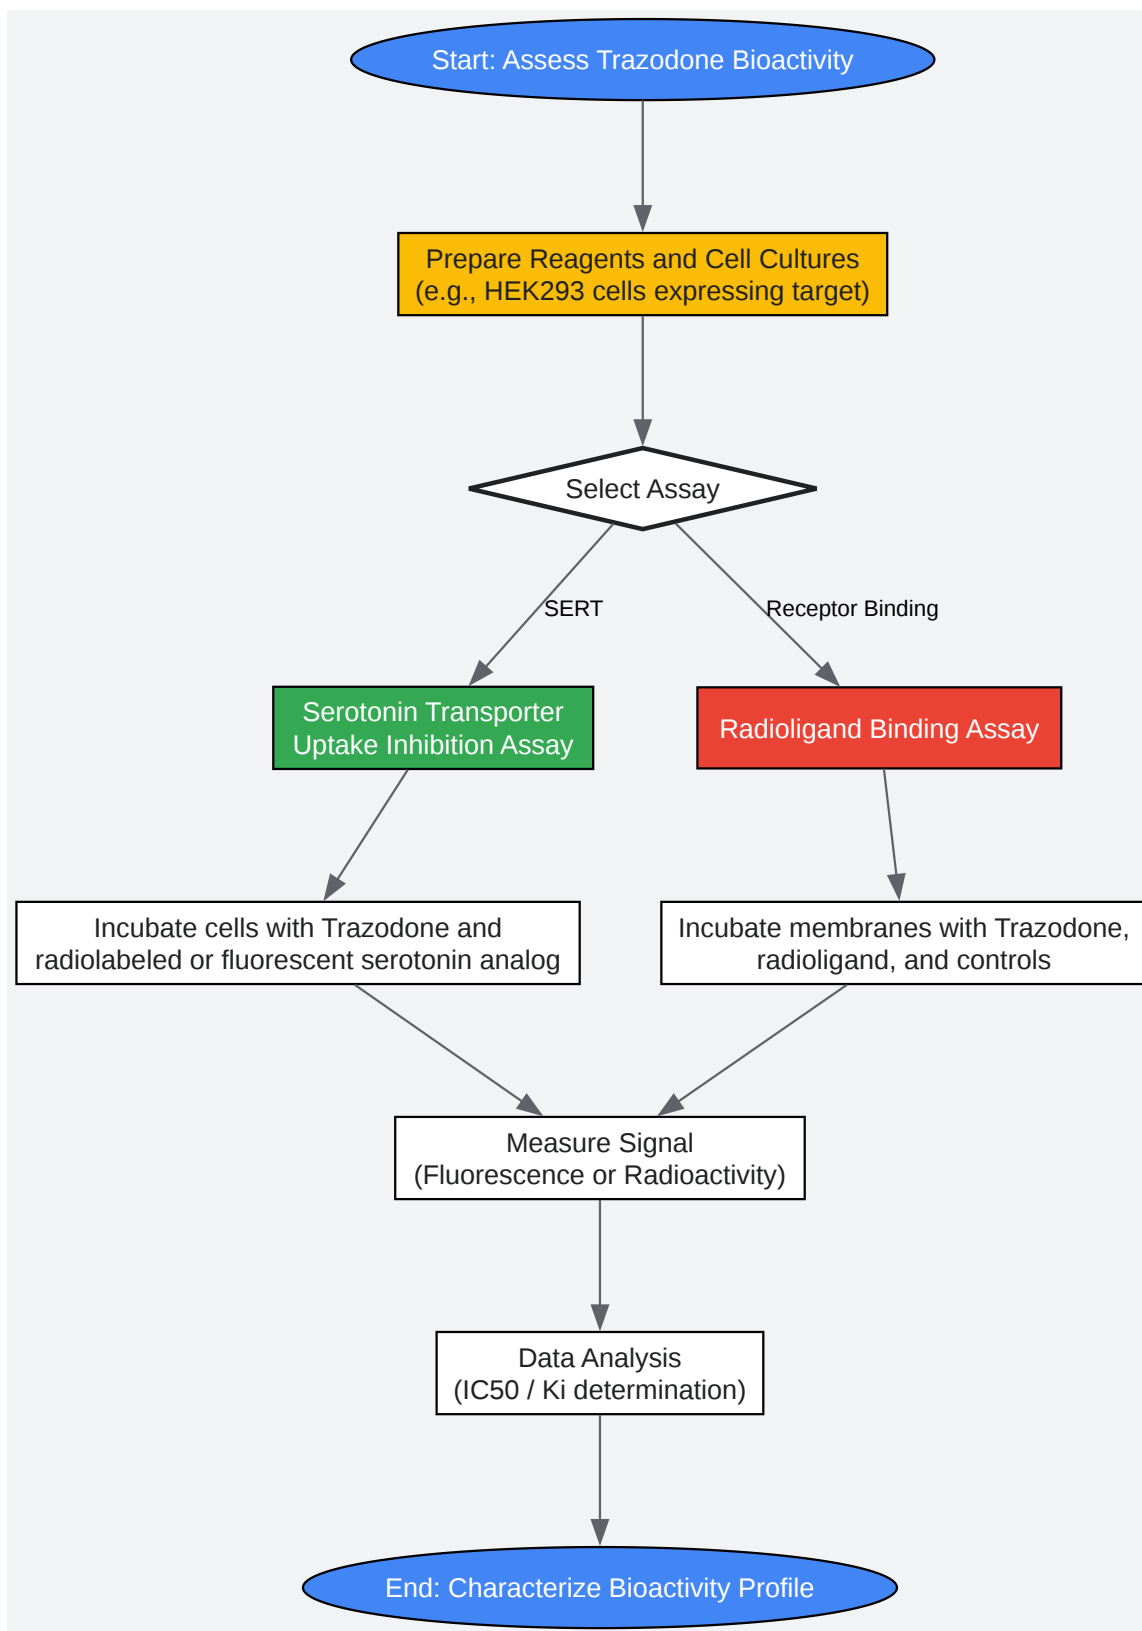 Start: Assess Trazodone Bioactivity
Prepare Reagents and Cell Cultures
(e.g., HEK293 cells expressing target)
Select Assay
SERT
Receptor Binding
Serotonin Transporter
Uptake Inhibition Assay
Radioligand Binding Assay
Incubate cells with Trazodone and
radiolabeled or fluorescent serotonin analog
Incubate membranes with Trazodone,
radioligand, and controls
Measure Signal
(Fluorescence or Radioactivity)
Data Analysis
(IC50 / Ki determination)
End: Characterize Bioactivity Profile